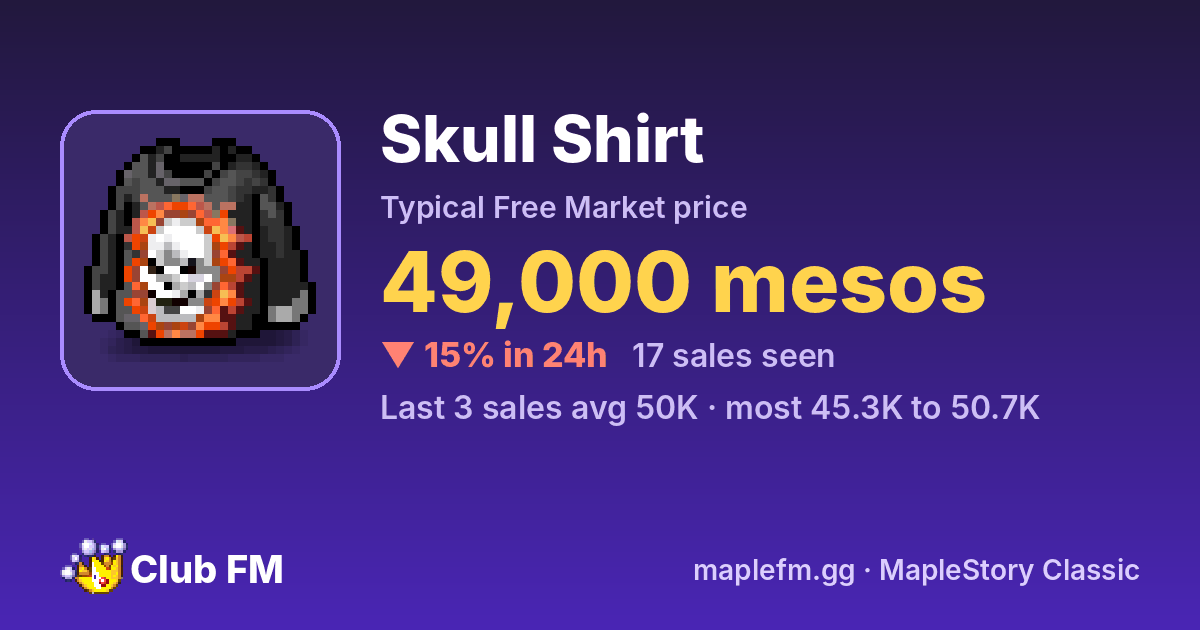 Skull Shirt
Typical Free Market price
49,000 mesos
▼ 15% in 24h 17 sales seen
Last 3 sales avg 50K · most 45.3K to 50.7K
Club FM
maplefm.gg · MapleStory Classic